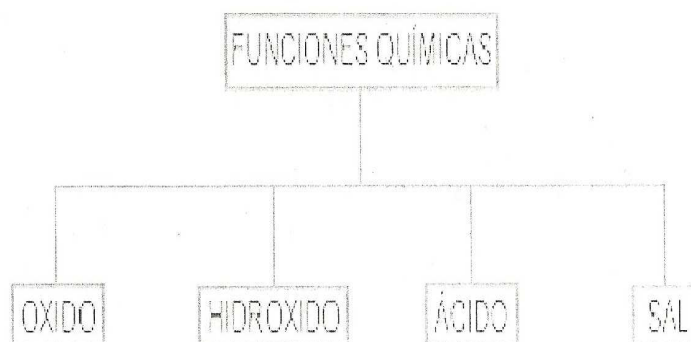 FUNCIONES QUÍMICAS
OXIDO
HIDROXIDO
ÁCIDO
SAL